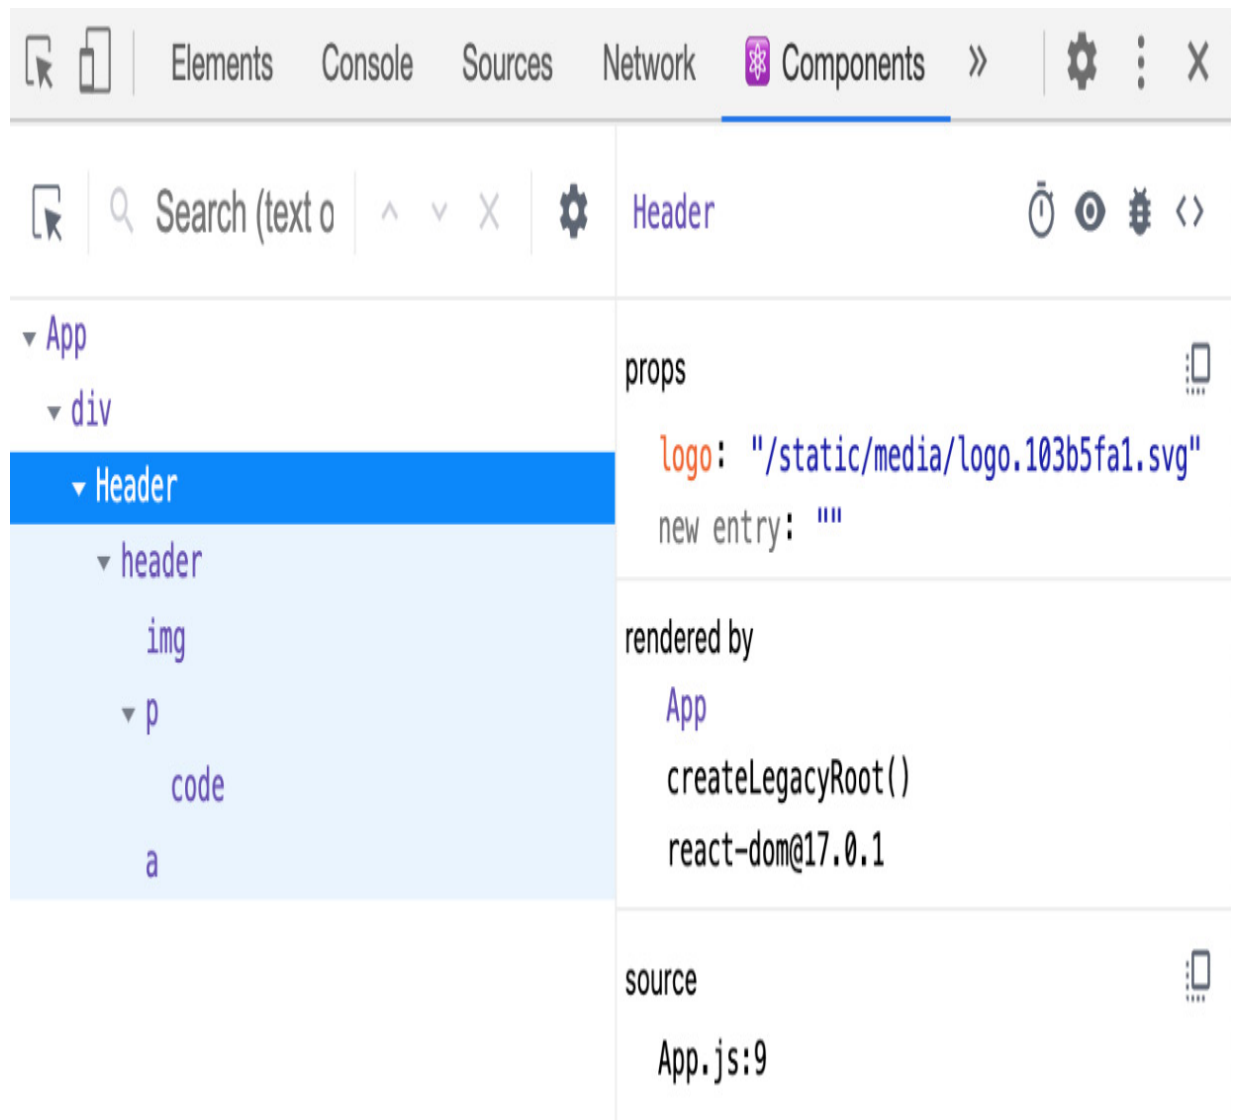 Elements Console Sources Network Components »
Search (text o
Header
App
div
Header
header
img
p
code
a
props
logo: "/static/media/logo.103b5fa1.svg"
new entry: ""
rendered by
App
createLegacyRoot()
react-dom@17.0.1
source
App.js:9